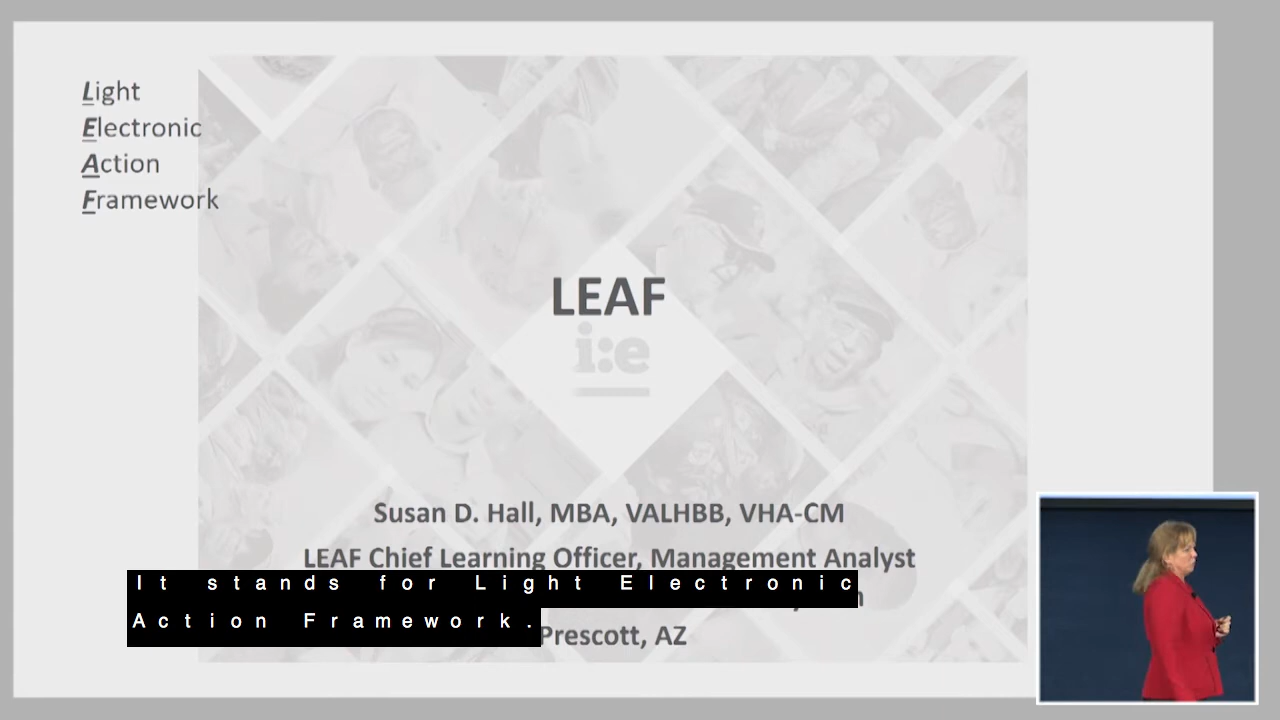 Light
Electronic
Action
Framework
LEAF
i:e
Susan D. Hall, MBA, VALHBB, VHA-CM
LEAF Chief Learning Officer, Management Analyst
It stands for Light Electronic
Action Framework.
Prescott, AZ